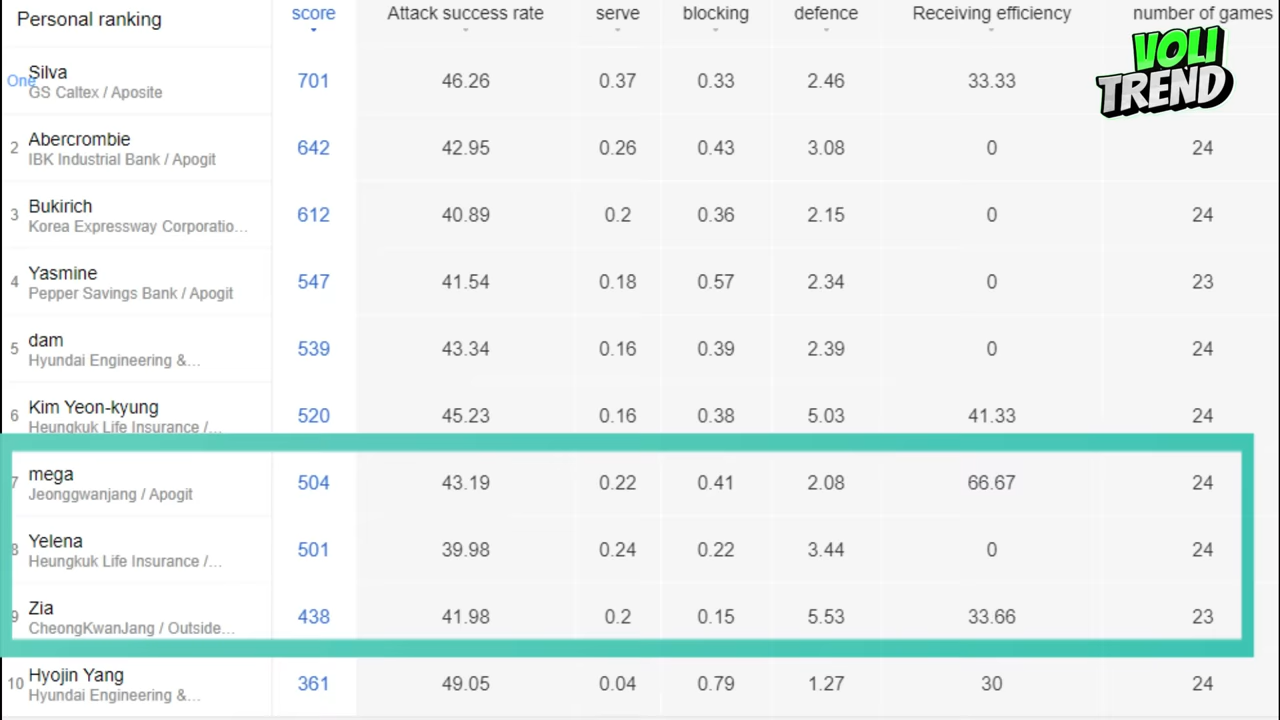 Personal ranking score Attack success rate serve blocking defence Receiving efficiency number of games
VOLI
TREND
One Silva 701 46.26 0.37 0.33 2.46 33.33
GS Caltex / Aposite
2 Abercrombie 642 42.95 0.26 0.43 3.08 0 24
IBK Industrial Bank / Apogit
3 Bukirich 612 40.89 0.2 0.36 2.15 0 24
Korea Expressway Corporatio...
4 Yasmine 547 41.54 0.18 0.57 2.34 0 23
Pepper Savings Bank / Apogit
5 dam 539 43.34 0.16 0.39 2.39 0 24
Hyundai Engineering &...
6 Kim Yeon-kyung 520 45.23 0.16 0.38 5.03 41.33 24
Heungkuk Life Insurance /...
7 mega 504 43.19 0.22 0.41 2.08 66.67 24
Jeonggwanjang / Apogit
8 Yelena 501 39.98 0.24 0.22 3.44 0 24
Heungkuk Life Insurance /...
9 Zia 438 41.98 0.2 0.15 5.53 33.66 23
CheongKwanJang / Outside...
10 Hyojin Yang 361 49.05 0.04 0.79 1.27 30 24
Hyundai Engineering &...